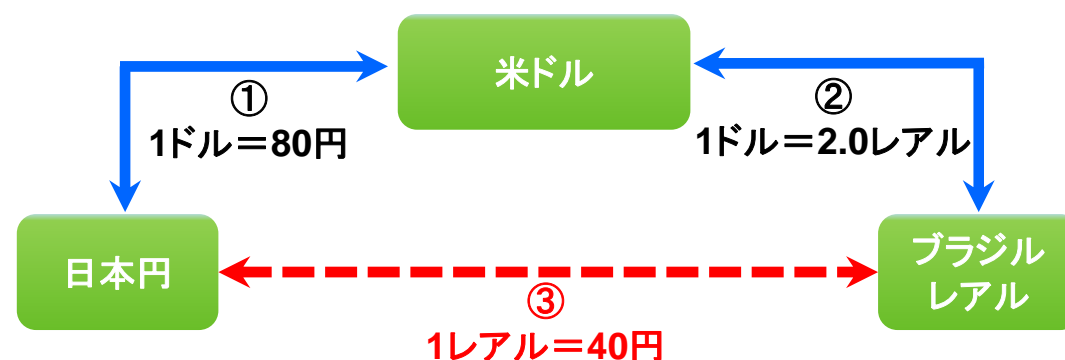 米ドル
①
1ドル＝80円
②
1ドル＝2.0レアル
日本円
ブラジル
レアル
③
1レアル＝40円